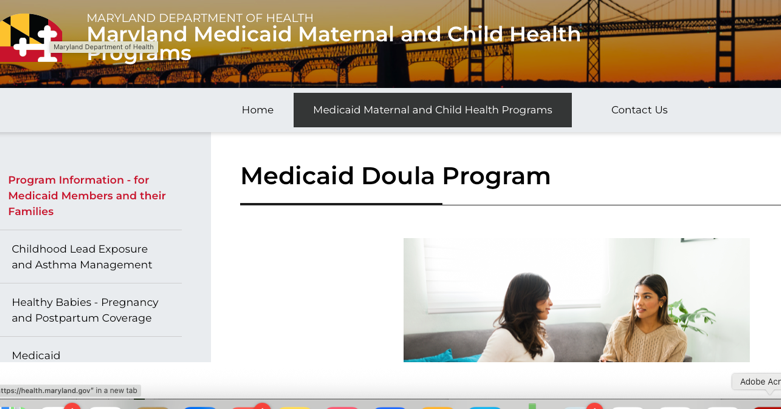 MARYLAND DEPARTMENT OF HEALTH
Maryland Medicaid Maternal and Child Health
Programs
Maryland Department of Health
Home
Medicaid Maternal and Child Health Programs
Contact Us
Program Information - for
Medicaid Members and their
Families
Childhood Lead Exposure
and Asthma Management
Healthy Babies - Pregnancy
and Postpartum Coverage
Medicaid
Medicaid Doula Program
ttps://health.maryland.gov" in a new tab
Adobe Acr